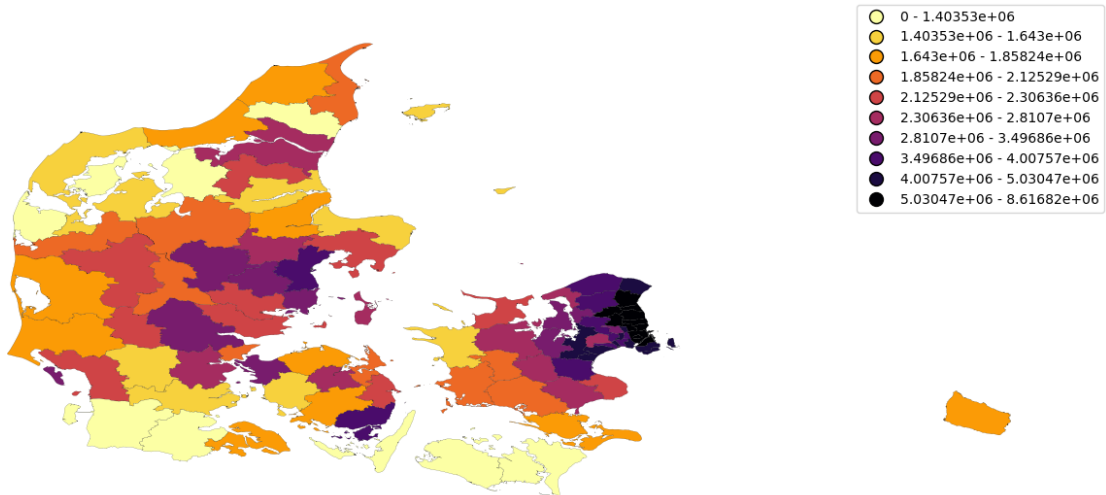 0 - 1.40353e+06
1.40353e+06 - 1.643e+06
1.643e+06 - 1.85824e+06
1.85824e+06 - 2.12529e+06
2.12529e+06 - 2.30636e+06
2.30636e+06 - 2.8107e+06
2.8107e+06 - 3.49686e+06
3.49686e+06 - 4.00757e+06
4.00757e+06 - 5.03047e+06
5.03047e+06 - 8.61682e+06